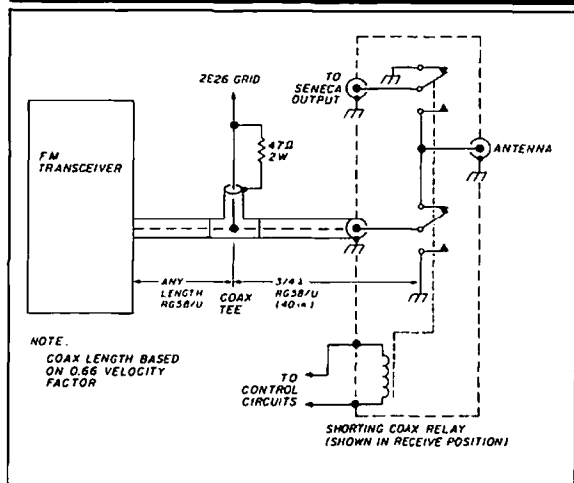 2E26 GRID
TO
SENECA
OUTPUT
FM
TRANSCEIVER
47Ω
2W
ANTENNA
ANY
LENGTH
RG58/U
COAX
TEE
3/4 λ
RG58/U
(40 in.)
NOTE.
COAX LENGTH BASED
ON 0.66 VELOCITY
FACTOR
TO
CONTROL
CIRCUITS
SHORTING COAX RELAY
(SHOWN IN RECEIVE POSITION)